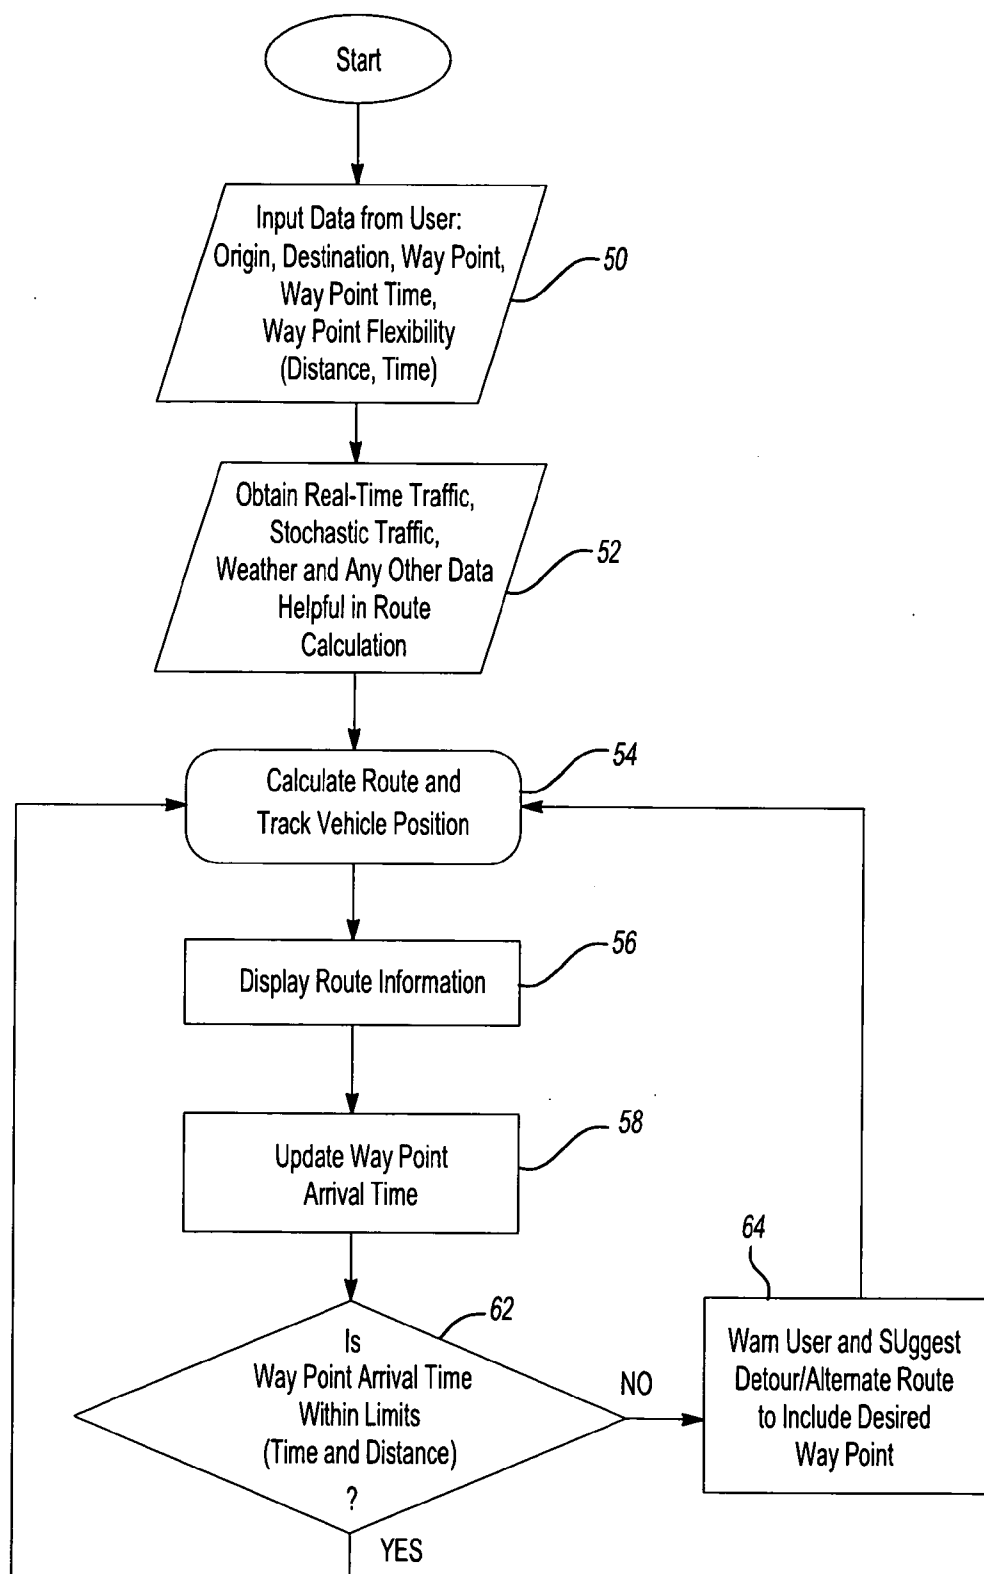 Start
Input Data from User:
Origin, Destination, Way Point,
Way Point Time,
Way Point Flexibility
(Distance, Time)
50
Obtain Real-Time Traffic,
Stochastic Traffic,
Weather and Any Other Data
Helpful in Route
Calculation
52
54
Calculate Route and
Track Vehicle Position
56
Display Route Information
58
Update Way Point
Arrival Time
62
Is
Way Point Arrival Time
Within Limits
(Time and Distance)
?
NO
YES
64
Warn User and SUggest
Detour/Alternate Route
to Include Desired
Way Point